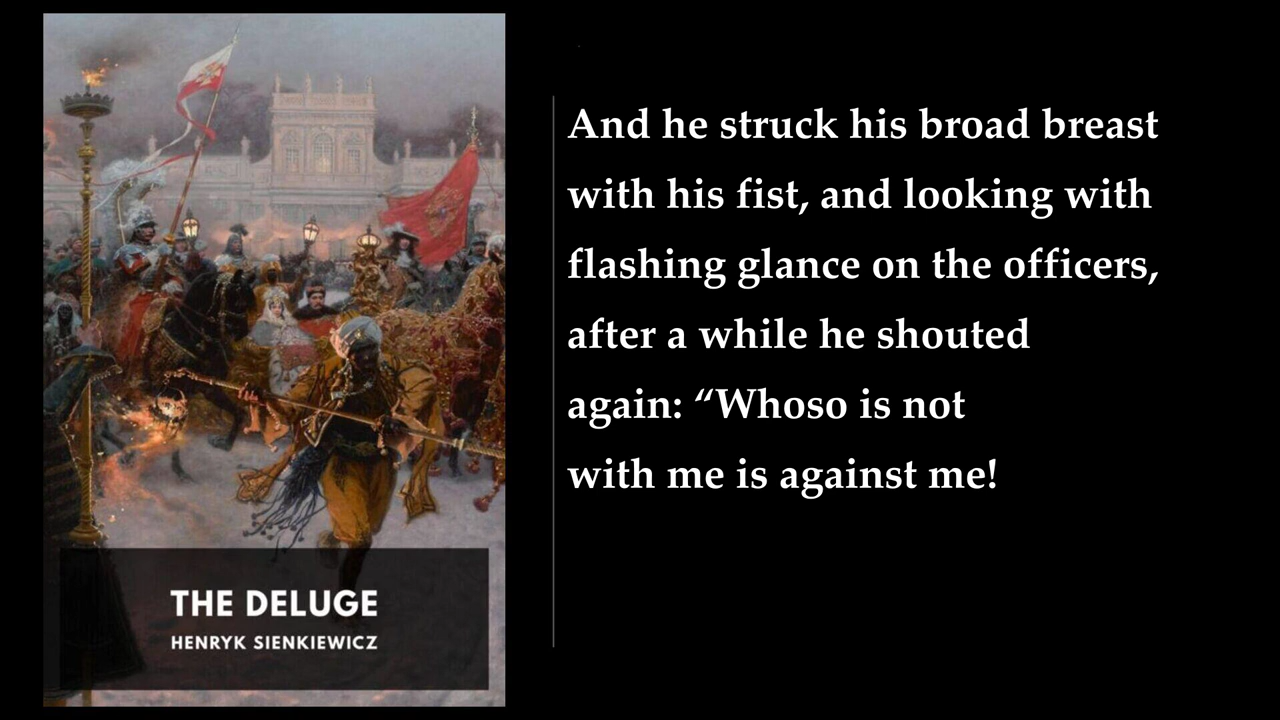 And he struck his broad breast
with his fist, and looking with
flashing glance on the officers,
after a while he shouted
again: “Whoso is not
with me is against me!
THE DELUGE
HENRYK SIENKIEWICZ